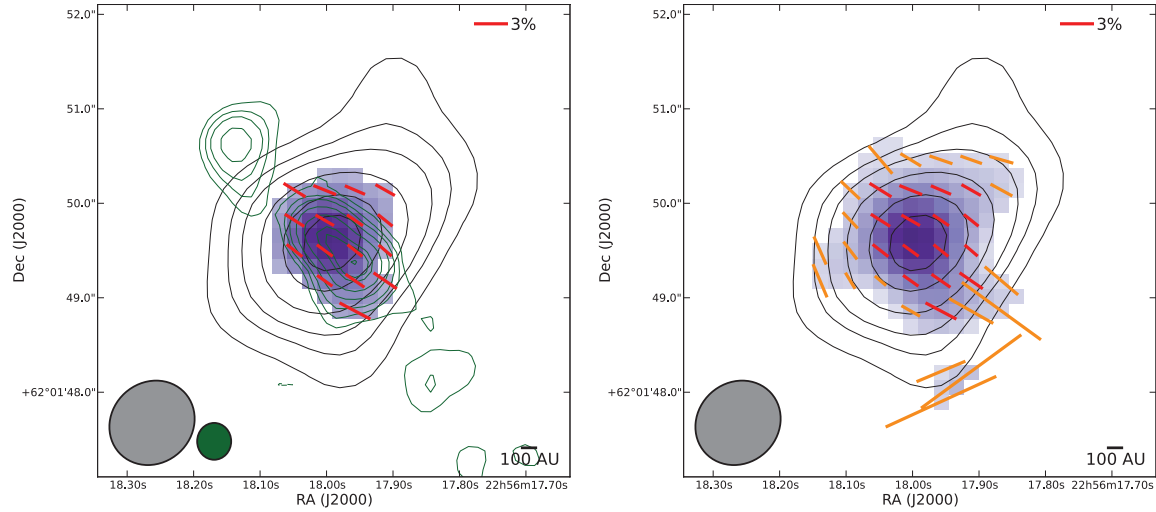 3%
52.0"
51.0"
50.0"
49.0"
+62°01'48.0"
Dec (J2000)
100 AU
18.30s 18.20s 18.10s 18.00s 17.90s 17.80s 22h56m17.70s
RA (J2000)
3%
52.0"
51.0"
50.0"
49.0"
+62°01'48.0"
Dec (J2000)
100 AU
18.30s 18.20s 18.10s 18.00s 17.90s 17.80s 22h56m17.70s
RA (J2000)